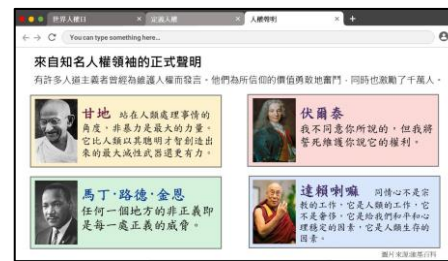 世界人權日
定義人權
人權聲明
You can type something here...
來自知名人權領袖的正式聲明
有許多人道主義者曾經為維護人權而發言。他們為所信仰的價值勇敢地奮鬥，同時也激勵了千萬人。
甘地 站在人類處理事情的
角度，非暴力是最大的力量。
它比人類以其聰明才智創造出
來的最大滅性武器還更有力。
伏爾泰
我不同意你所說的，但我將
誓死維護你說它的權利。
馬丁·路德·金恩
任何一個地方的非正義即
是每一處正義的威脅。
達賴喇嘛 同情心不是宗
教的工作，它是人類的工作，它
不是奢侈，它是給我們和平和心
理穩定的因素，它是人類生存的
因素。
圖片來源維基百科